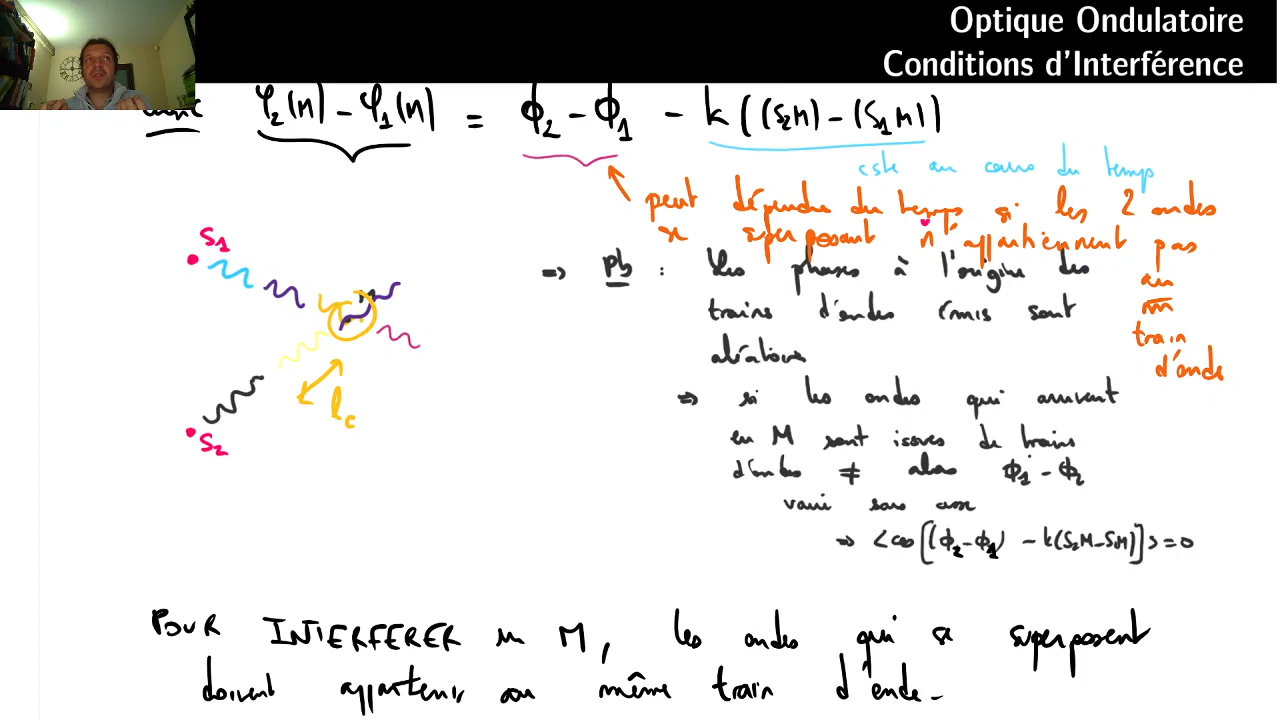 Optique Ondulatoire
Conditions d'Interférence
φ₂(M) - φ₁(M) = ϕ₂ - ϕ₁ - k((S₂M) - (S₁M))
cste au cours du temps
peut dépendre du temps si les 2 ondes
se superposant n'appartiennent pas
au
m̄
train
d'onde
S₁
lc
S₂
⇒ Pb : Les phases à l'origine des
trains d'ondes émis sont
aléatoires
⇒ si les ondes qui arrivent
en M sont issues de trains
d'ondes ≠ alors ϕ₁ - ϕ₂
varie sans cesse
⇒ <cos[(ϕ₂-ϕ₁) - k(S₂M-S₁M)]> = 0
POUR INTERFERER en M, les ondes qui se superposent
doivent appartenir au même train d'onde.